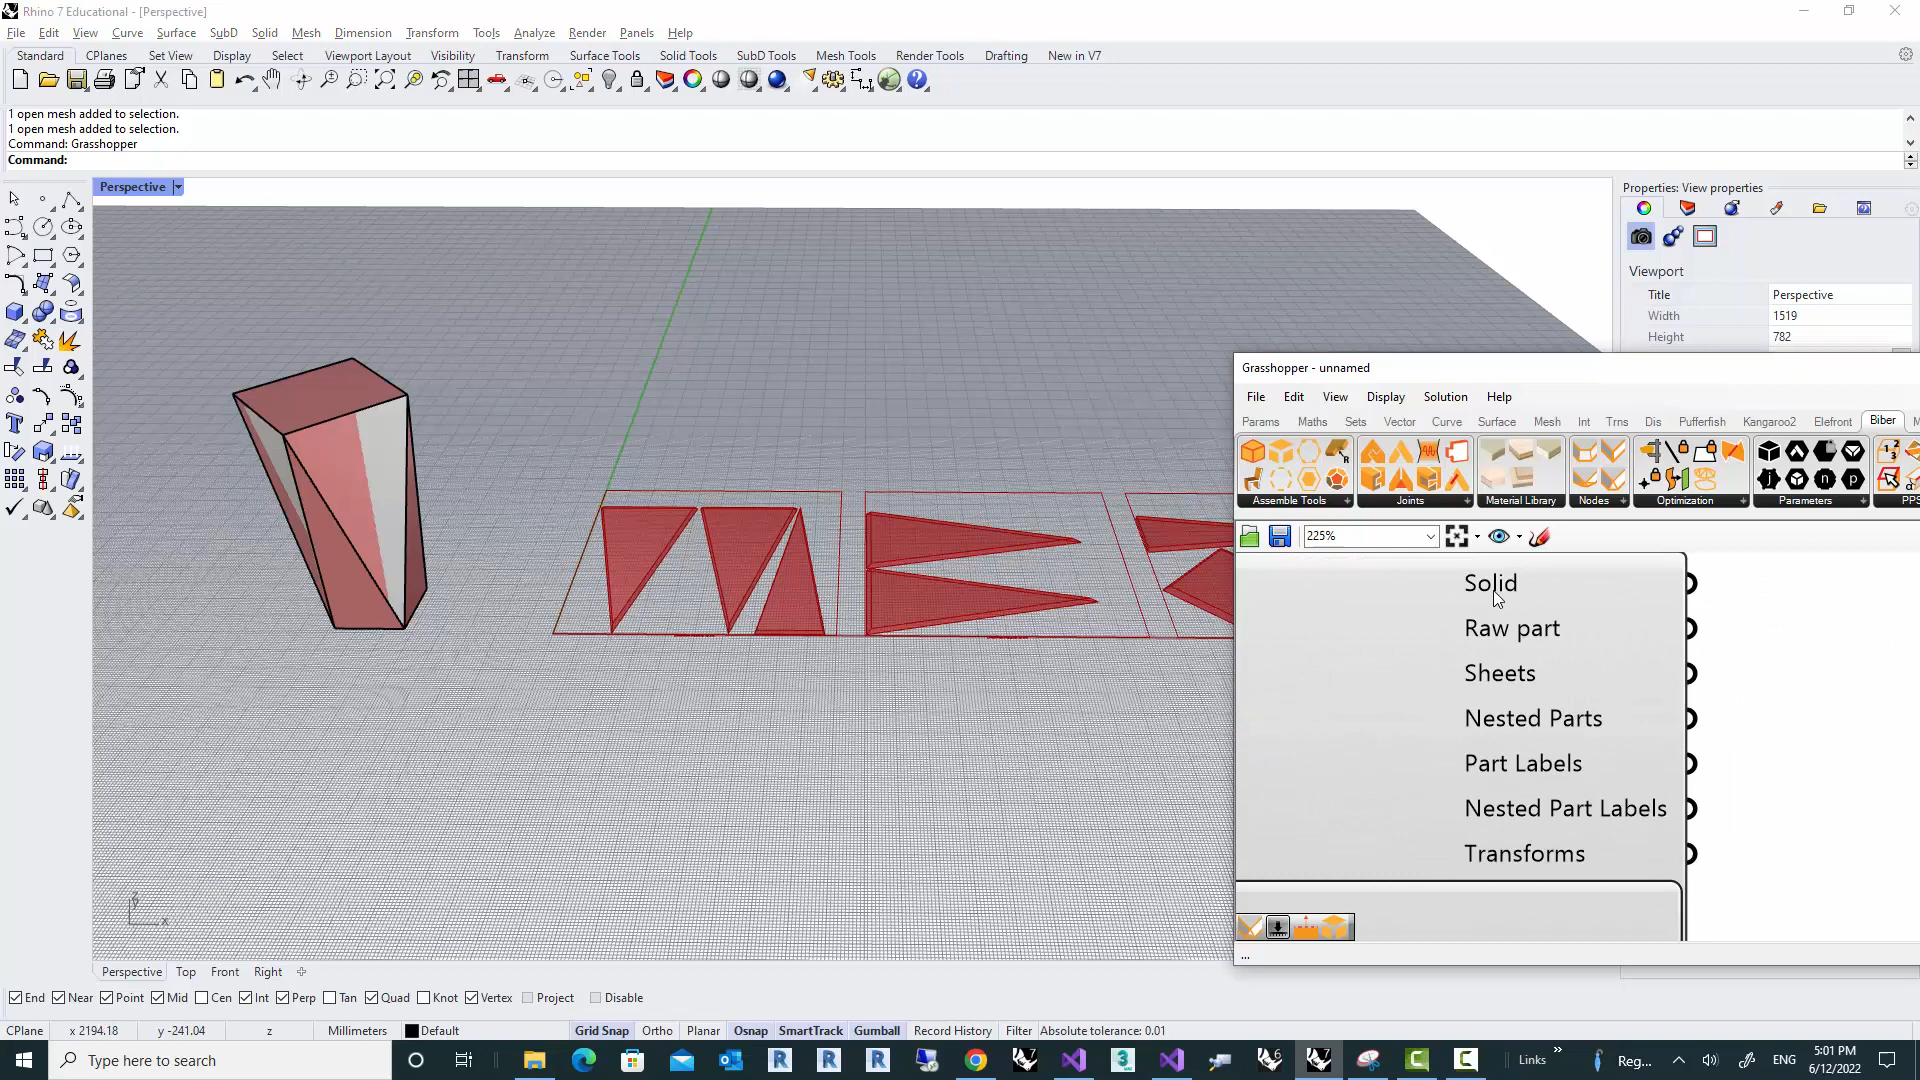 Rhino 7 Educational - [Perspective]
File Edit View Curve Surface SubD Solid Mesh Dimension Transform Tools Analyze Render Panels Help
Standard CPlanes Set View Display Select Viewport Layout Visibility Transform Surface Tools Solid Tools SubD Tools Mesh Tools Render Tools Drafting New in V7
1 open mesh added to selection.
1 open mesh added to selection.
Command: Grasshopper
Command:
Perspective
Properties: View properties
Viewport
Title Perspective
Width 1519
Height 782
Grasshopper - unnamed
File Edit View Display Solution Help
Params Maths Sets Vector Curve Surface Mesh Int Trns Dis Pufferfish Kangaroo2 Elefront Biber
Assemble Tools Joints Material Library Nodes Optimization Parameters
225%
Solid
Raw part
Sheets
Nested Parts
Part Labels
Nested Part Labels
Transforms
...
z
x
Perspective Top Front Right
End Near Point Mid Cen Int Perp Tan Quad Knot Vertex Project Disable
CPlane x 2194.18 y -241.04 z Millimeters Default Grid Snap Ortho Planar Osnap SmartTrack Gumball Record History Filter Absolute tolerance: 0.01
Type here to search
Links » Reg... ENG 5:01 PM
6/12/2022